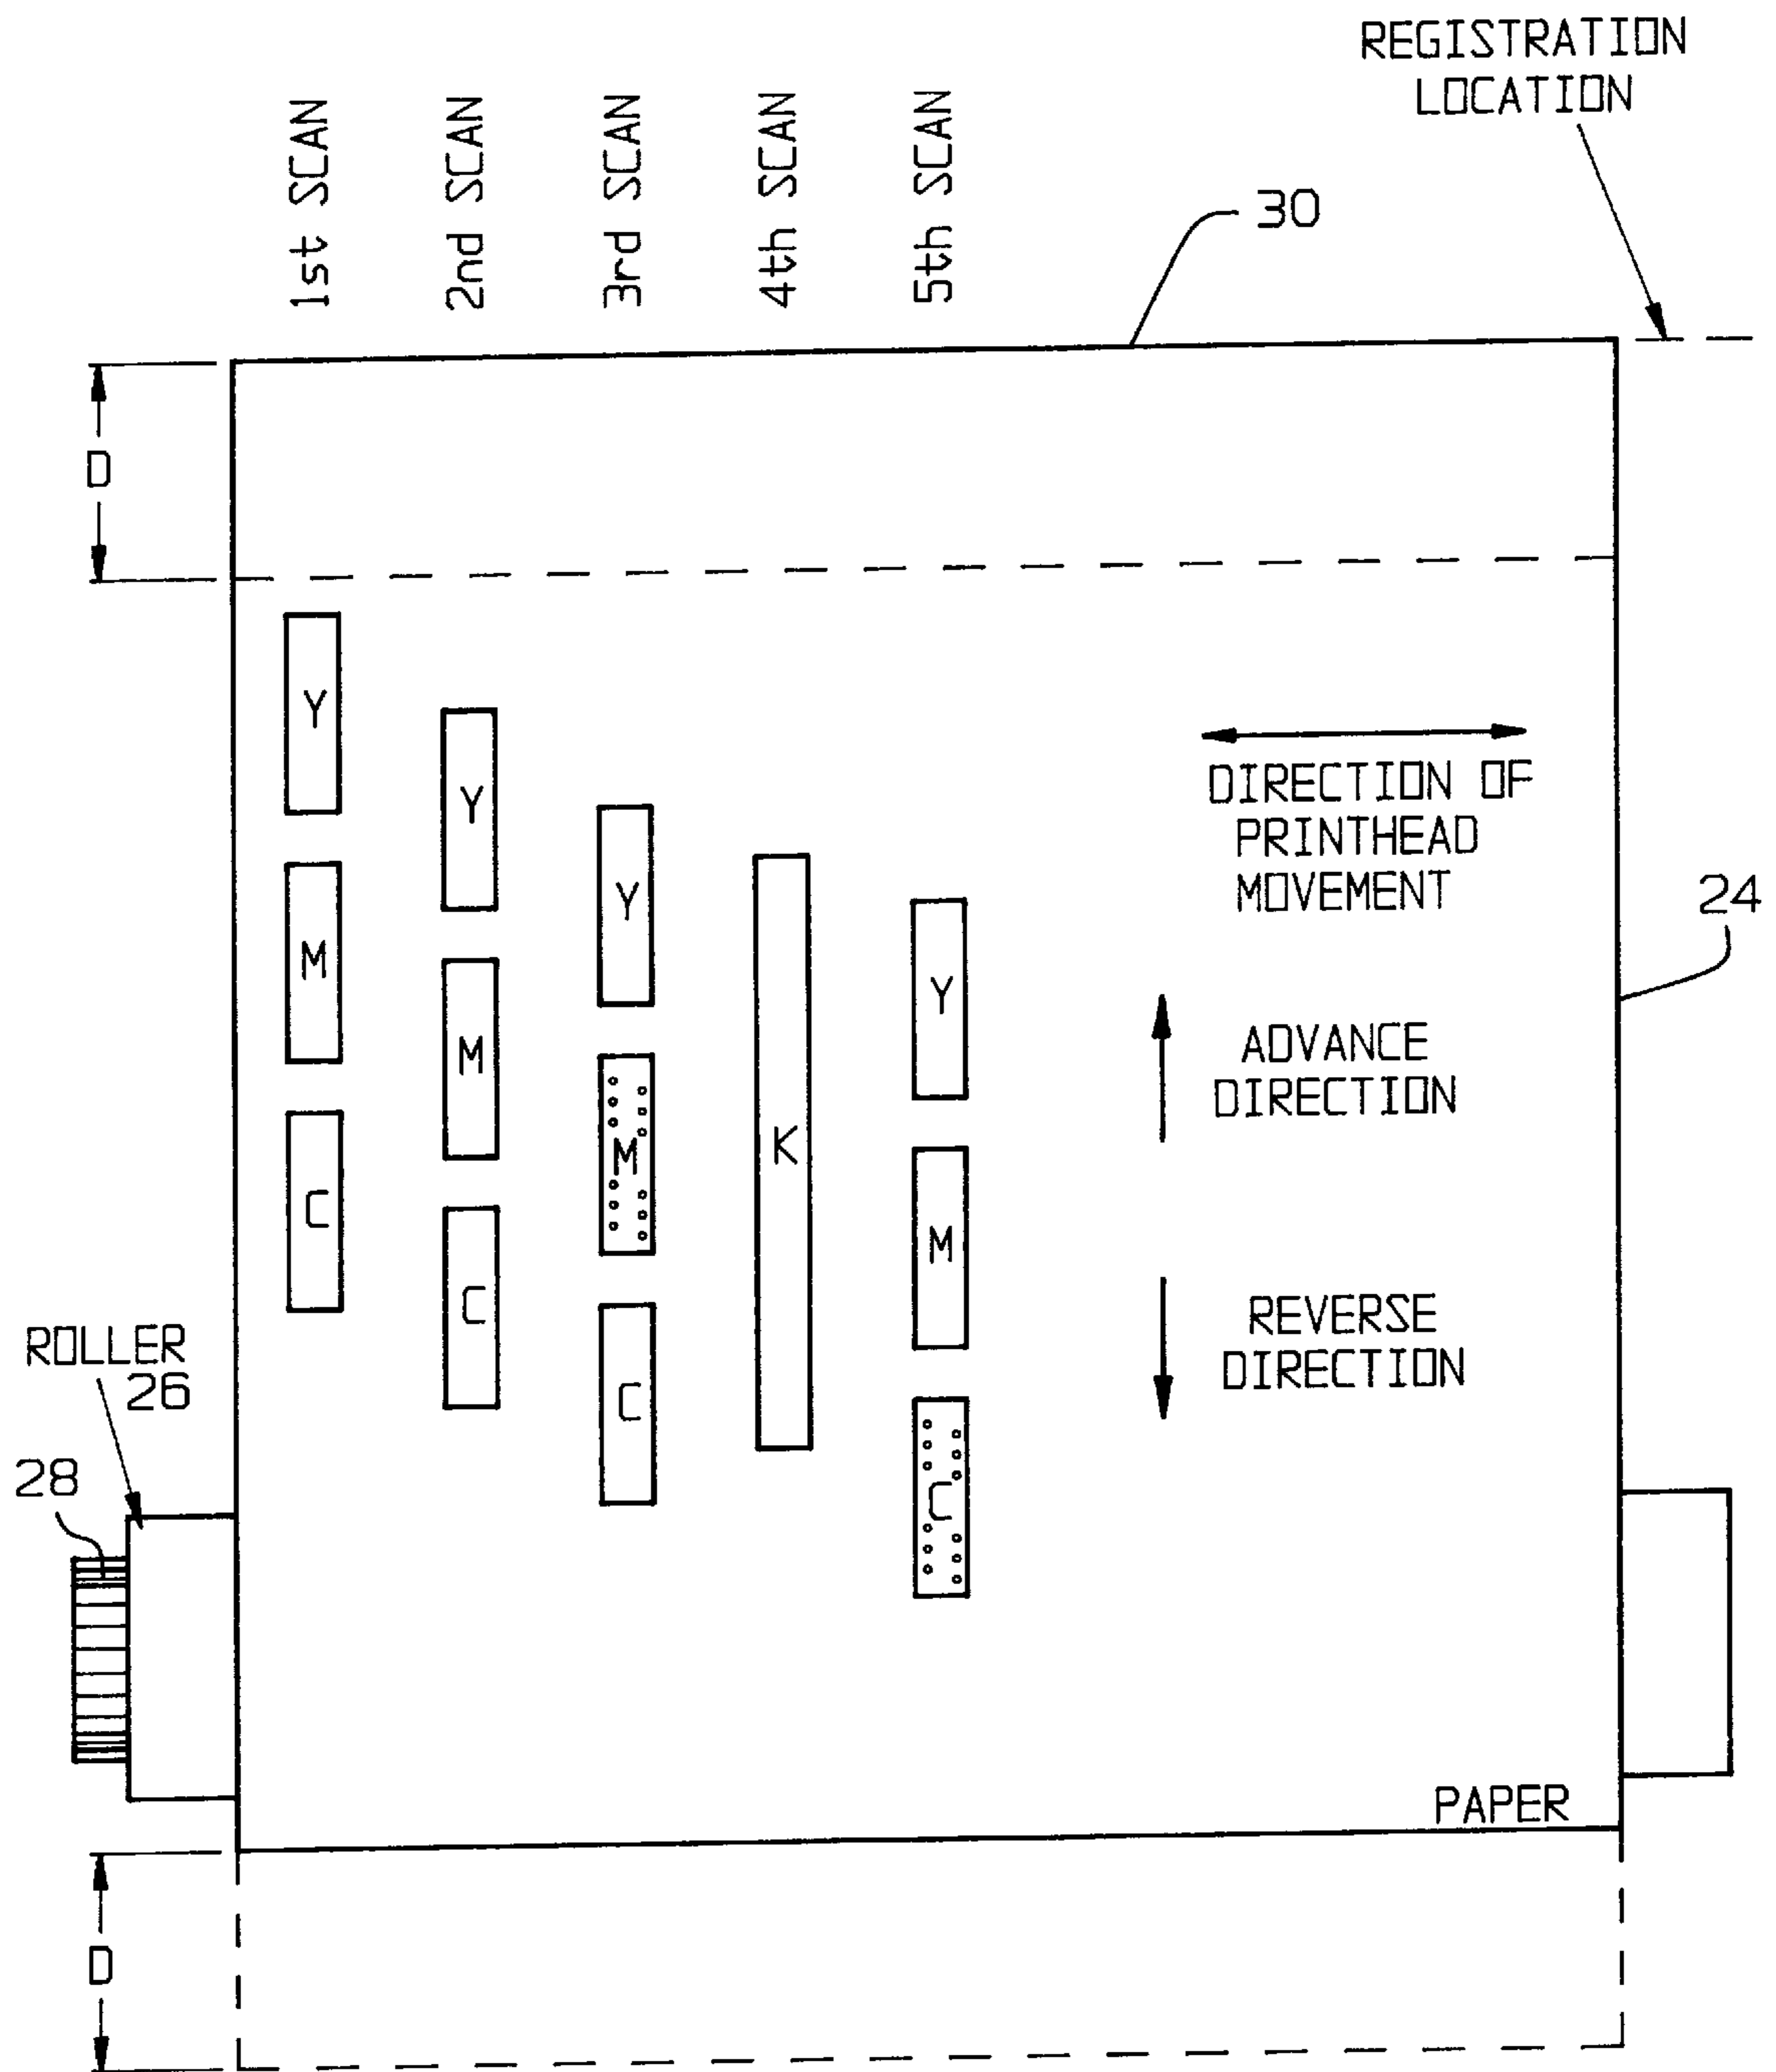 REGISTRATION
LOCATION
1st SCAN
2nd SCAN
3rd SCAN
4th SCAN
5th SCAN
30
D
Y
M
C
Y
M
C
Y
M
C
K
Y
M
C
DIRECTION OF
PRINTHEAD
MOVEMENT
24
ADVANCE
DIRECTION
REVERSE
DIRECTION
ROLLER
26
28
PAPER
D